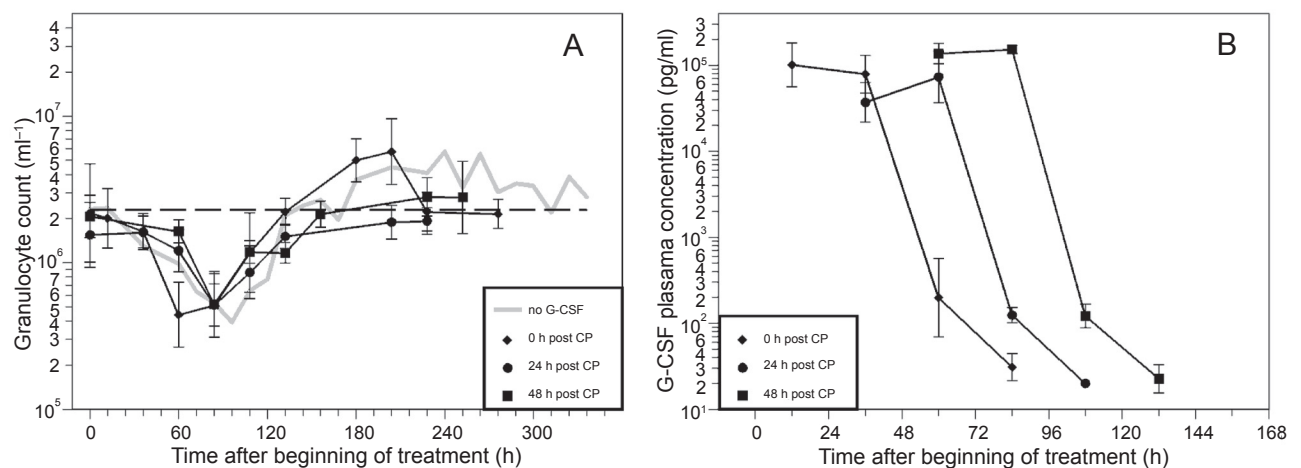 A
Granulocyte count (ml⁻¹)
4
3
2
10⁷
7
6
5
4
3
2
10⁶
7
6
5
4
3
2
10⁵
0 60 120 180 240 300
Time after beginning of treatment (h)
no G-CSF
0 h post CP
24 h post CP
48 h post CP
B
G-CSF plasama concentration (pg/ml)
3
2
10⁵
6
4
3
2
10⁴
6
4
3
2
10³
6
4
3
2
10²
6
4
3
2
10¹
0 24 48 72 96 120 144 168
Time after beginning of treatment (h)
0 h post CP
24 h post CP
48 h post CP